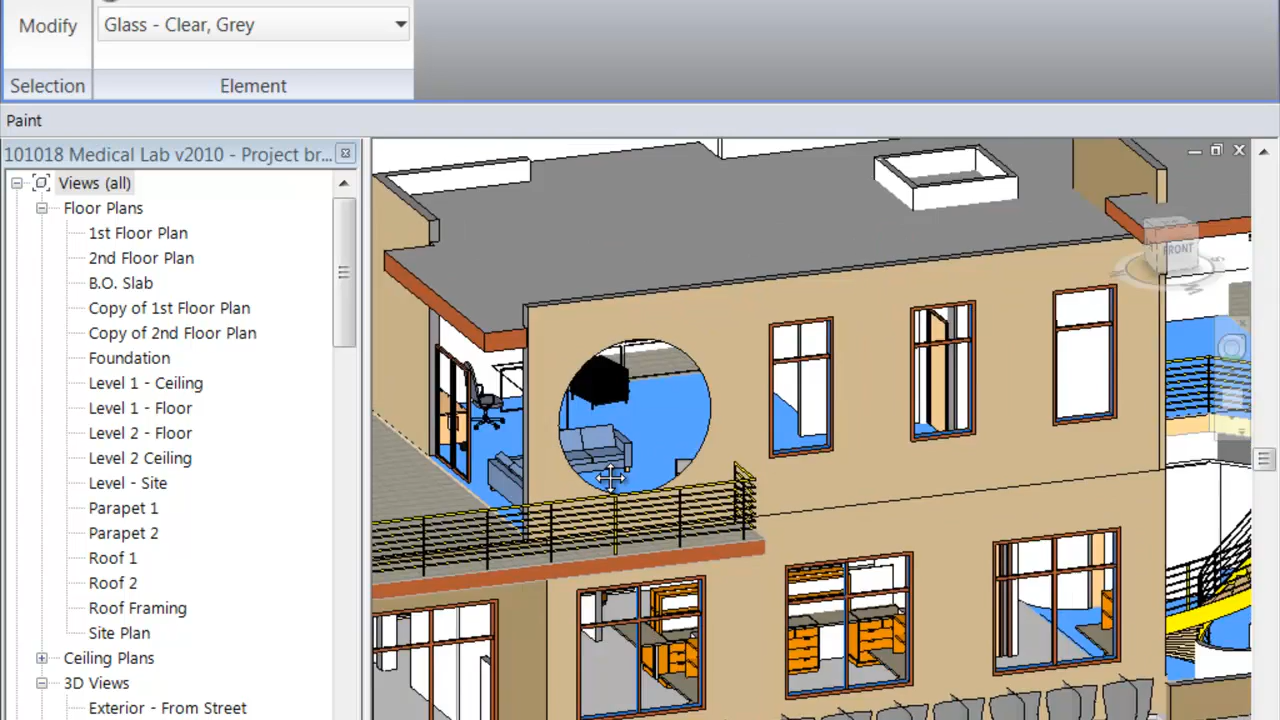 Modify
Glass - Clear, Grey
Selection
Element
Paint
101018 Medical Lab v2010 - Project br...
Views (all)
Floor Plans
1st Floor Plan
2nd Floor Plan
B.O. Slab
Copy of 1st Floor Plan
Copy of 2nd Floor Plan
Foundation
Level 1 - Ceiling
Level 1 - Floor
Level 2 - Floor
Level 2 Ceiling
Level - Site
Parapet 1
Parapet 2
Roof 1
Roof 2
Roof Framing
Site Plan
Ceiling Plans
3D Views
Exterior - From Street
FRONT